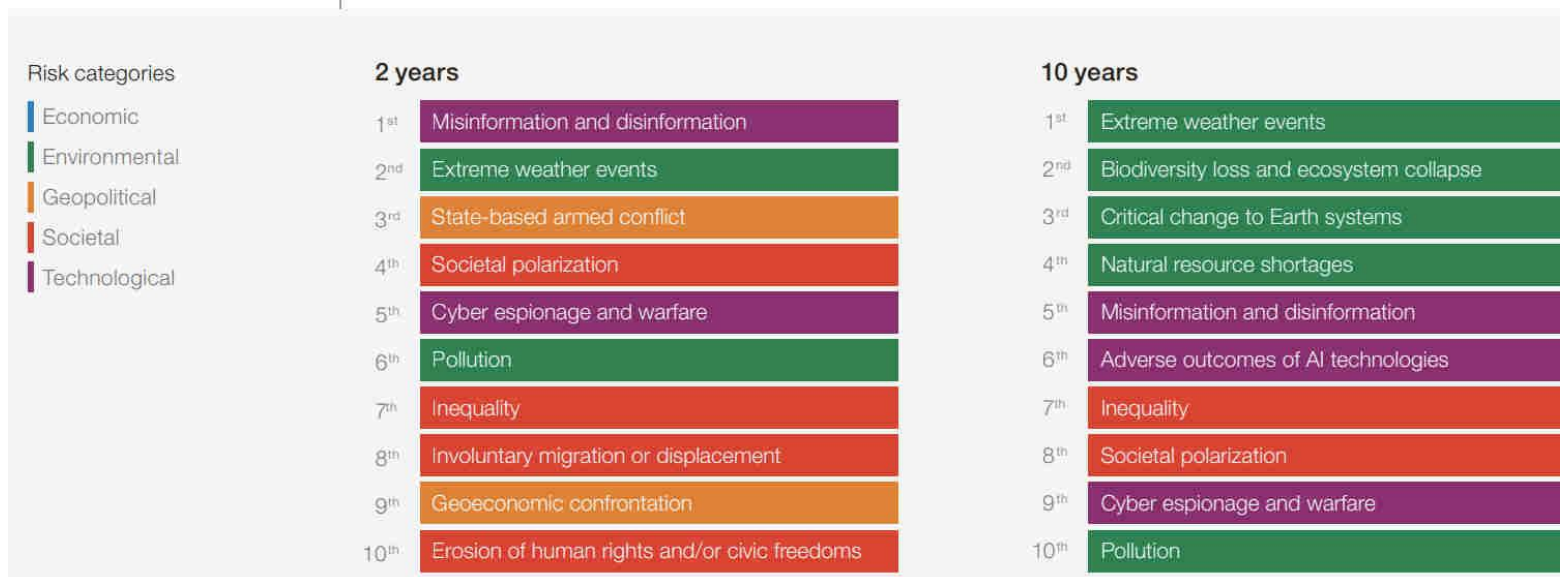 Risk categories
Economic
Environmental
Geopolitical
Societal
Technological
2 years
1st Misinformation and disinformation
2nd Extreme weather events
3rd State-based armed conflict
4th Societal polarization
5th Cyber espionage and warfare
6th Pollution
7th Inequality
8th Involuntary migration or displacement
9th Geoeconomic confrontation
10th Erosion of human rights and/or civic freedoms
10 years
1st Extreme weather events
2nd Biodiversity loss and ecosystem collapse
3rd Critical change to Earth systems
4th Natural resource shortages
5th Misinformation and disinformation
6th Adverse outcomes of AI technologies
7th Inequality
8th Societal polarization
9th Cyber espionage and warfare
10th Pollution